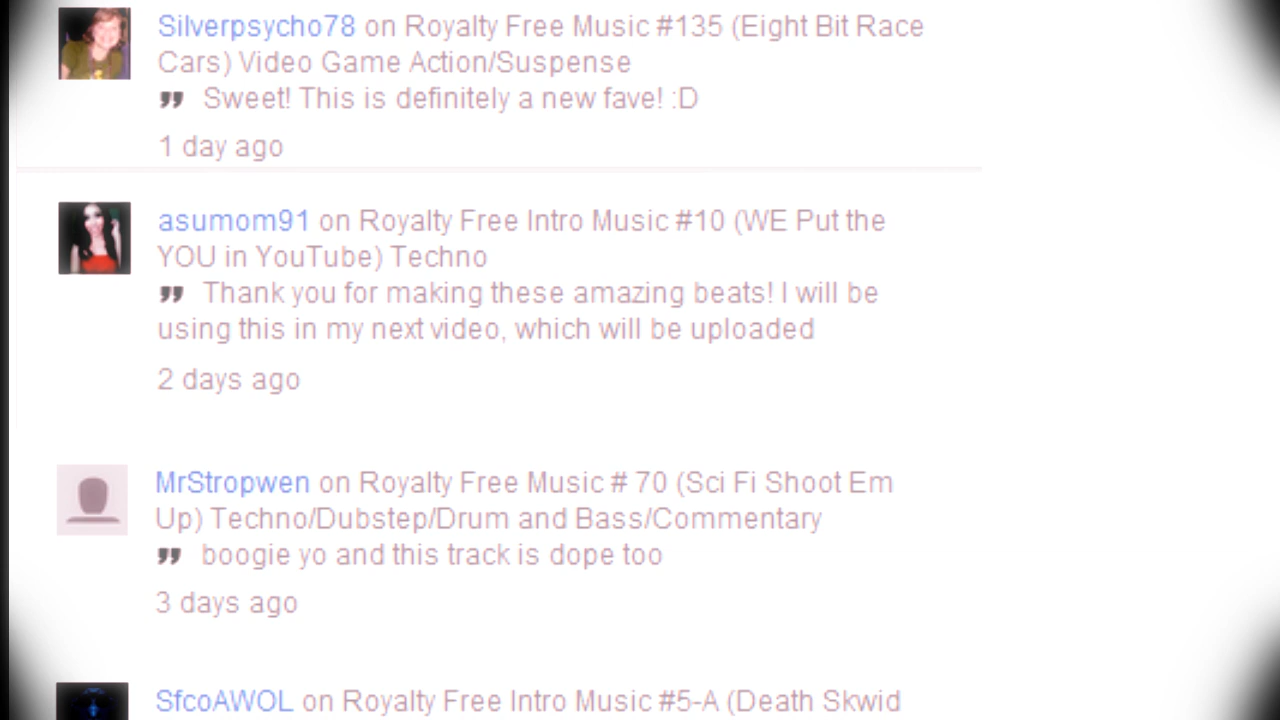 Silverpsycho78 on Royalty Free Music #135 (Eight Bit Race
Cars) Video Game Action/Suspense
❞ Sweet! This is definitely a new fave! :D
1 day ago
asumom91 on Royalty Free Intro Music #10 (WE Put the
YOU in YouTube) Techno
❞ Thank you for making these amazing beats! I will be
using this in my next video, which will be uploaded
2 days ago
MrStropwen on Royalty Free Music # 70 (Sci Fi Shoot Em
Up) Techno/Dubstep/Drum and Bass/Commentary
❞ boogie yo and this track is dope too
3 days ago
SfcoAWOL on Royalty Free Intro Music #5-A (Death Skwid